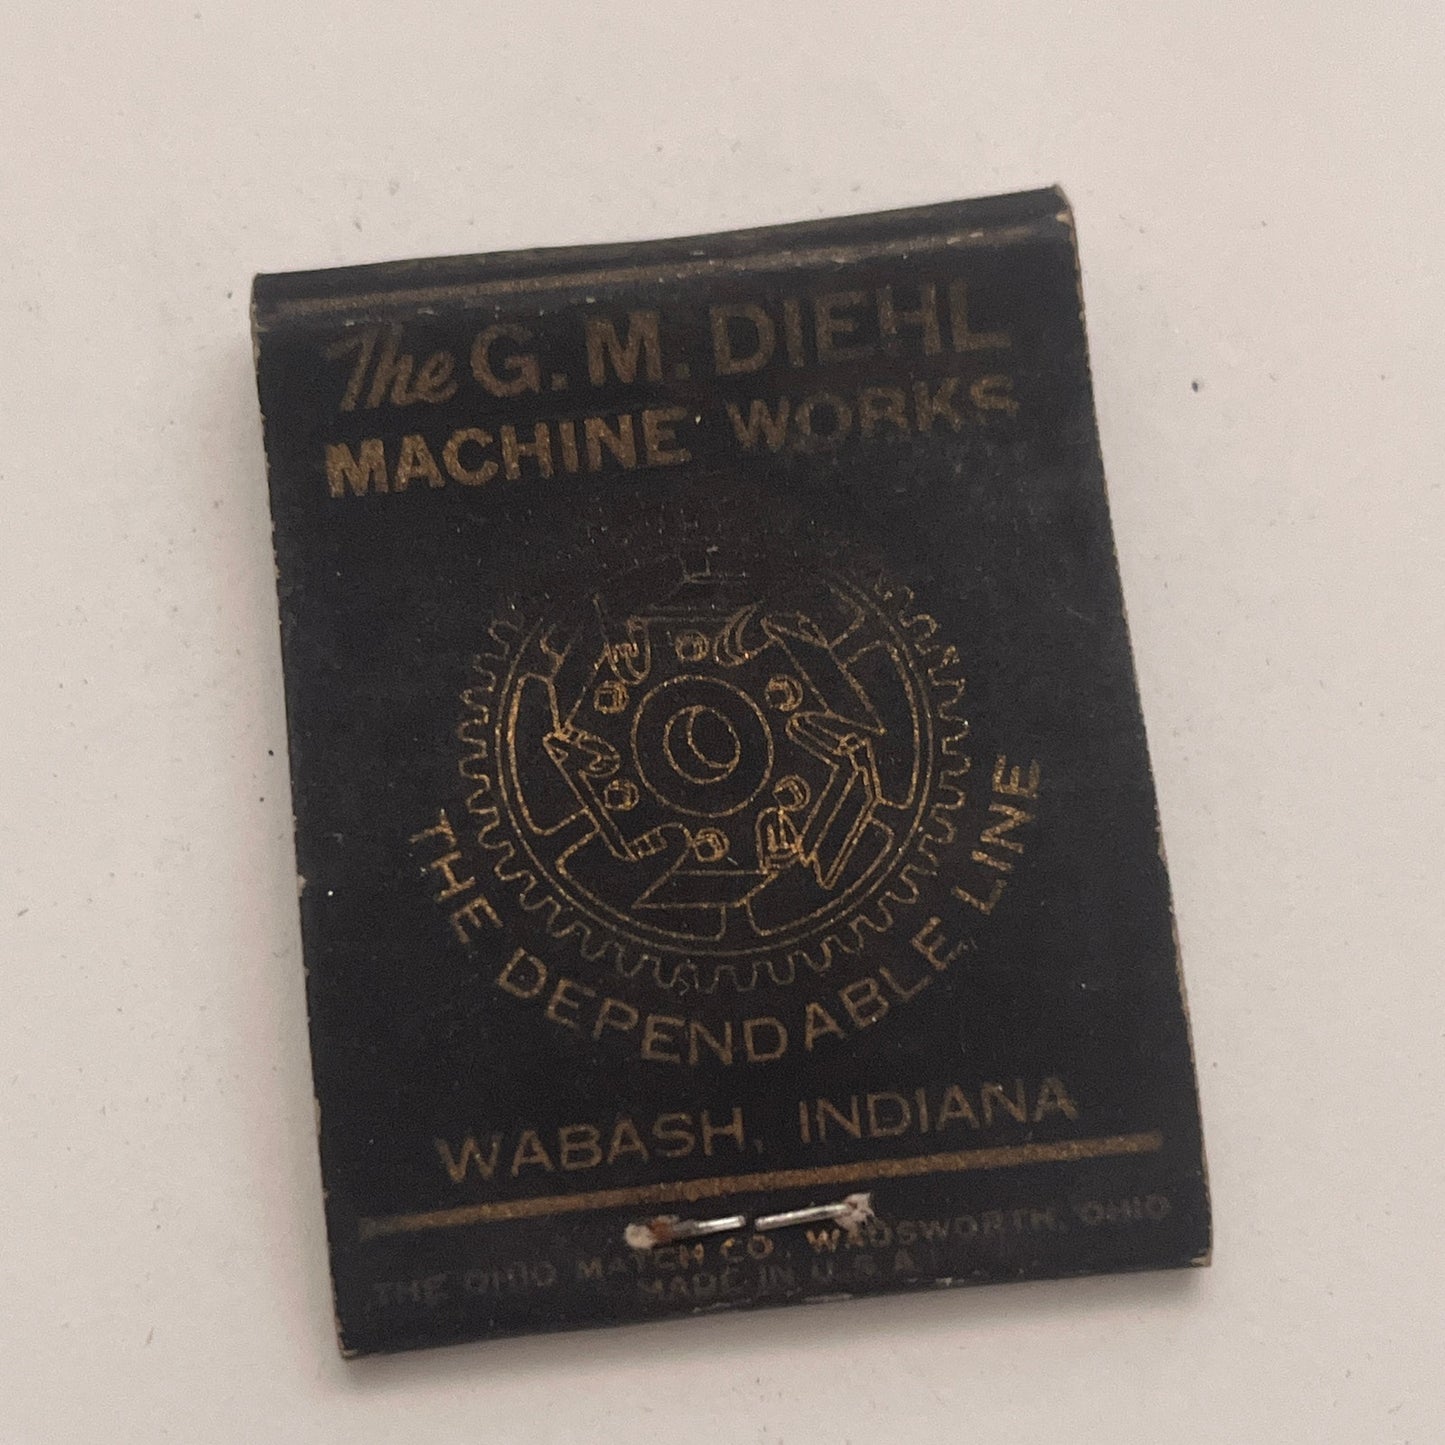 The G. M. DIEHL
MACHINE WORKS
THE DEPENDABLE LINE
WABASH, INDIANA
THE OHIO MATCH CO. WADSWORTH, OHIO
MADE IN U.S.A.